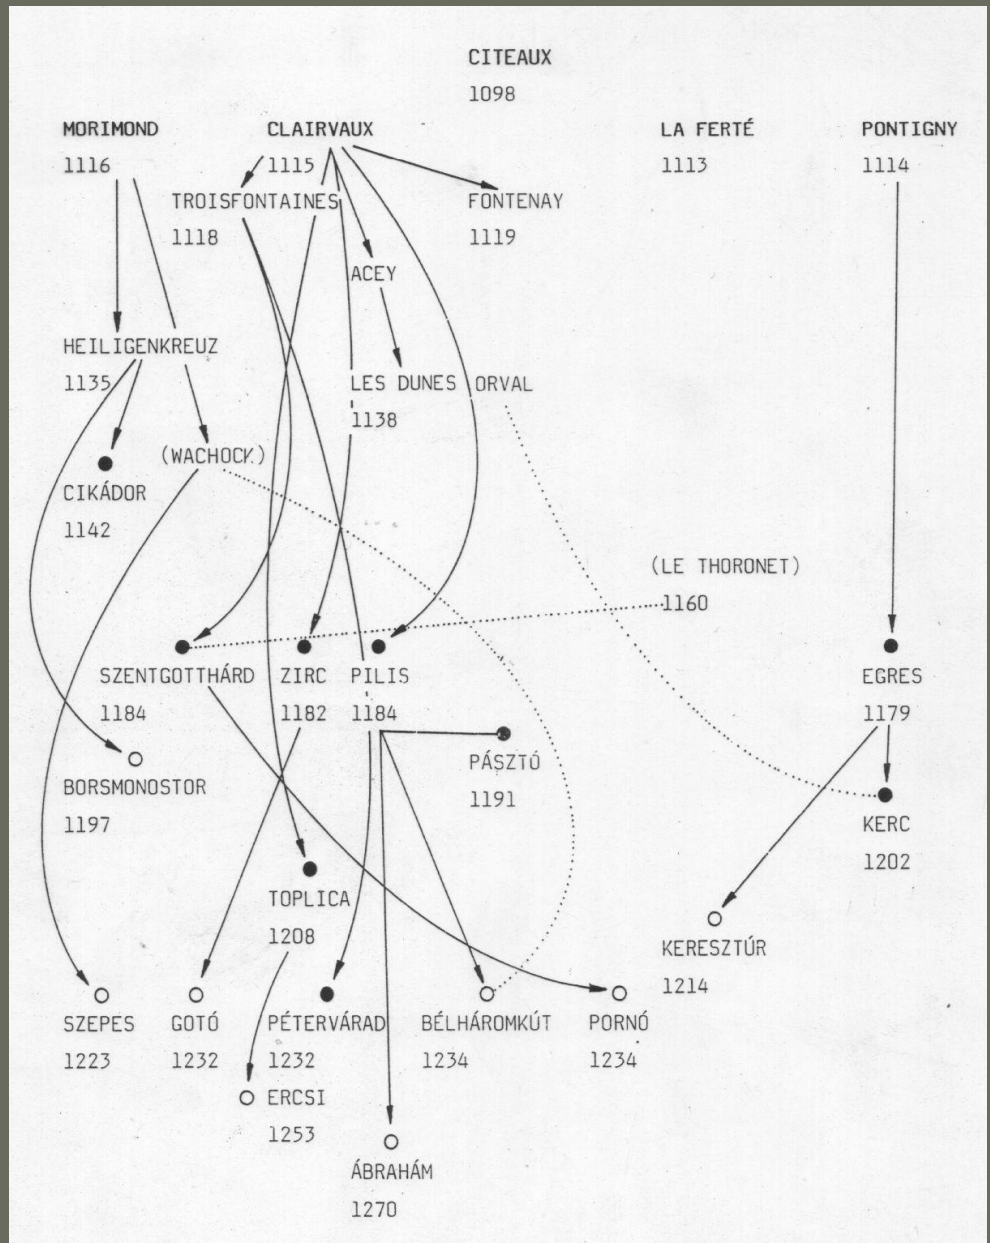 CITEAUX
1098
MORIMOND CLAIRVAUX LA FERTÉ PONTIGNY
1116 1115 1113 1114
TROISFONTAINES FONTENAY
1118 1119
ACEY
HEILIGENKREUZ
1135 LES DUNES ORVAL
1138
(WACHOCK)
CIKÁDOR
1142
(LE THORONET)
1160
SZENTGOTTHÁRD ZIRC PILIS EGRES
1184 1182 1184 1179
PÁSZTÓ
BORSMONOSTOR 1191
1197 KERC
1202
TOPLICA
1208 KERESZTÚR
1214
SZEPES GOTÓ PÉTERVÁRAD BÉLHÁROMKÚT PORNÓ
1223 1232 1232 1234 1234
ERCSI
1253
ÁBRAHÁM
1270